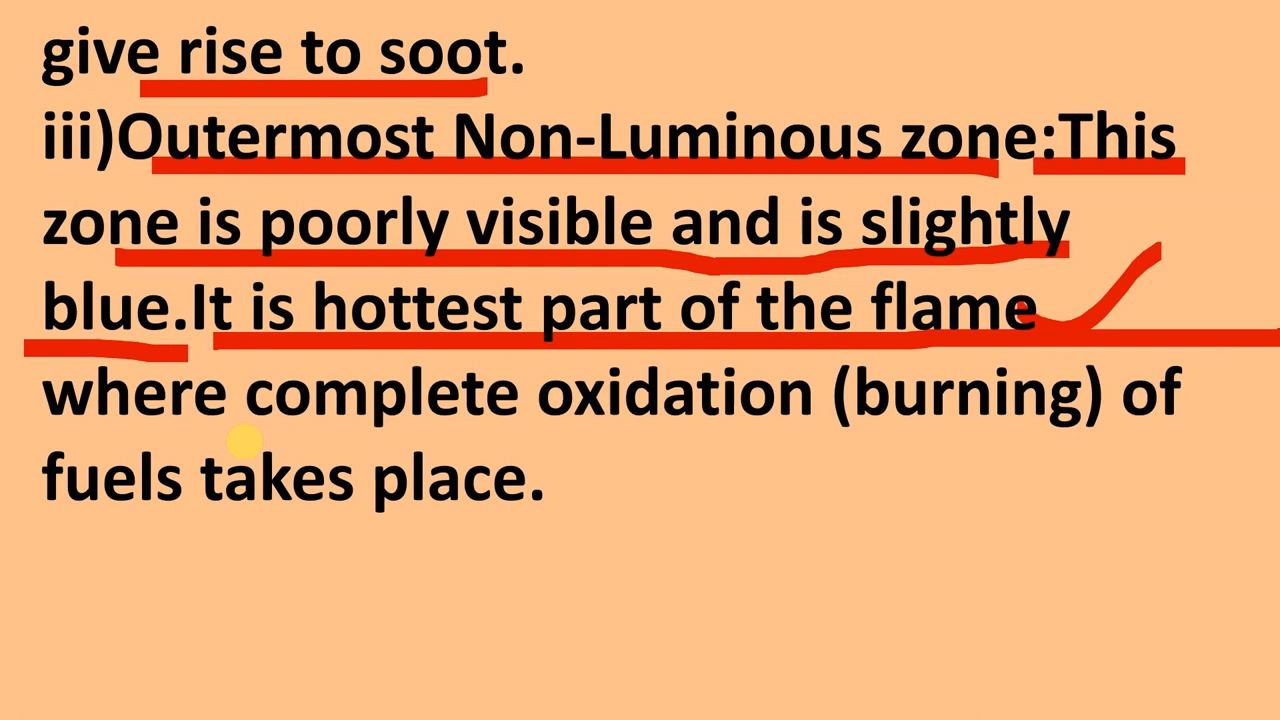 give rise to soot.
iii)Outermost Non-Luminous zone:This
zone is poorly visible and is slightly
blue.It is hottest part of the flame
where complete oxidation (burning) of
fuels takes place.